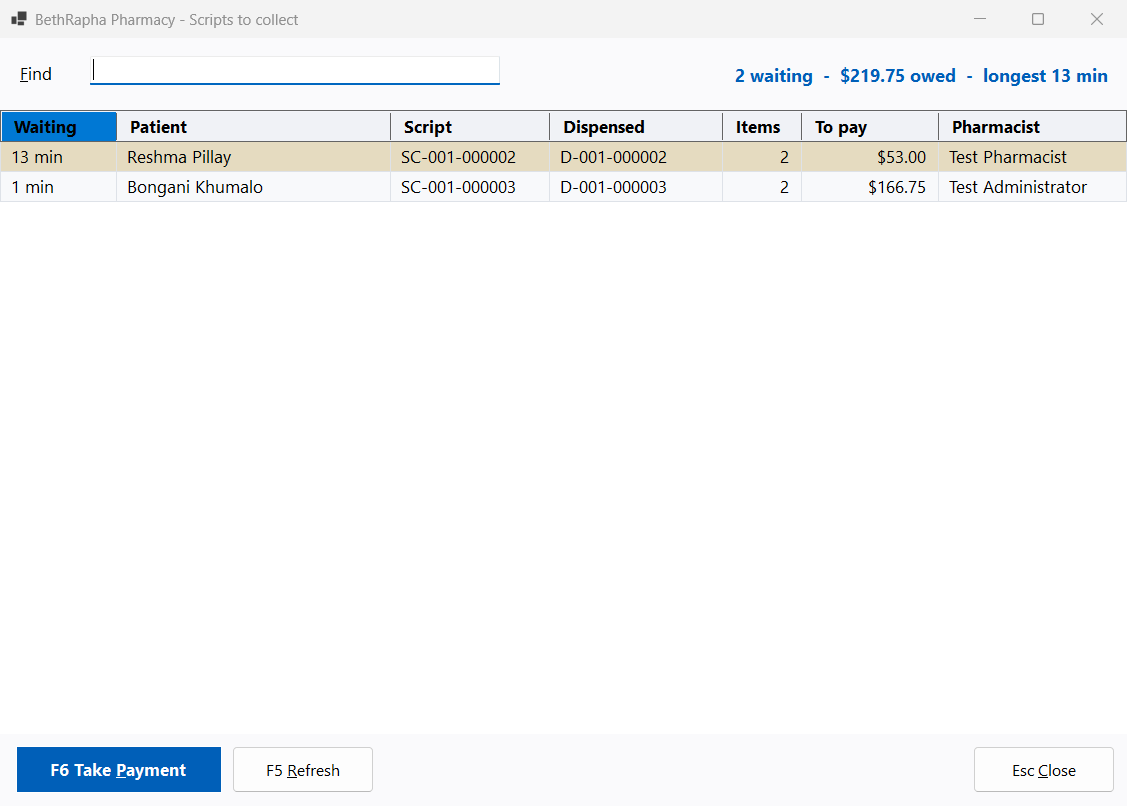 BethRapha Pharmacy - Scripts to collect
Find
2 waiting - $219.75 owed - longest 13 min
Waiting Patient Script Dispensed Items To pay Pharmacist
13 min Reshma Pillay SC-001-000002 D-001-000002 2 $53.00 Test Pharmacist
1 min Bongani Khumalo SC-001-000003 D-001-000003 2 $166.75 Test Administrator
F6 Take Payment F5 Refresh Esc Close